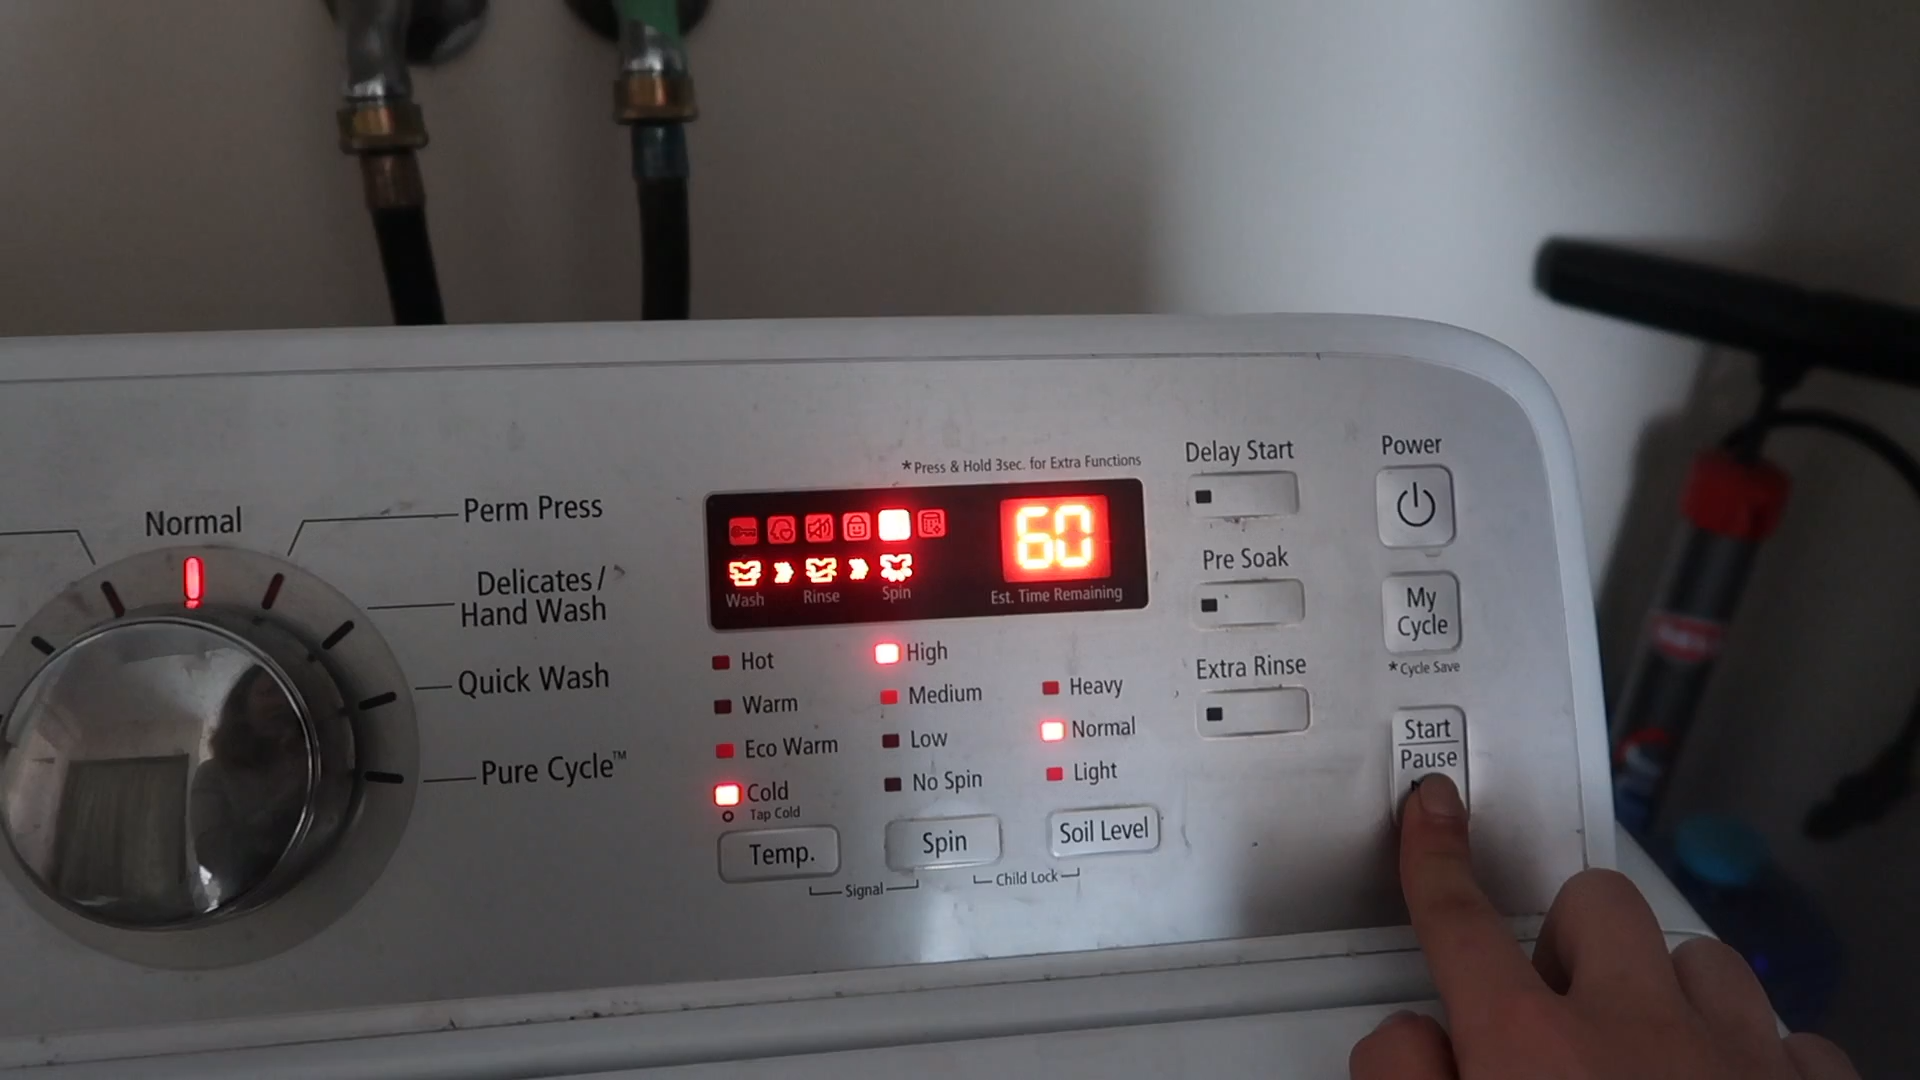 Normal
Perm Press
Delicates /
Hand Wash
Quick Wash
Pure Cycle™
*Press & Hold 3sec. for Extra Functions
60
Wash
Rinse
Spin
Est. Time Remaining
Hot
Warm
Eco Warm
Cold
Tap Cold
High
Medium
Low
No Spin
Heavy
Normal
Light
Temp.
Spin
Soil Level
Signal
Child Lock
Delay Start
Pre Soak
Extra Rinse
Power
My
Cycle
*Cycle Save
Start
Pause